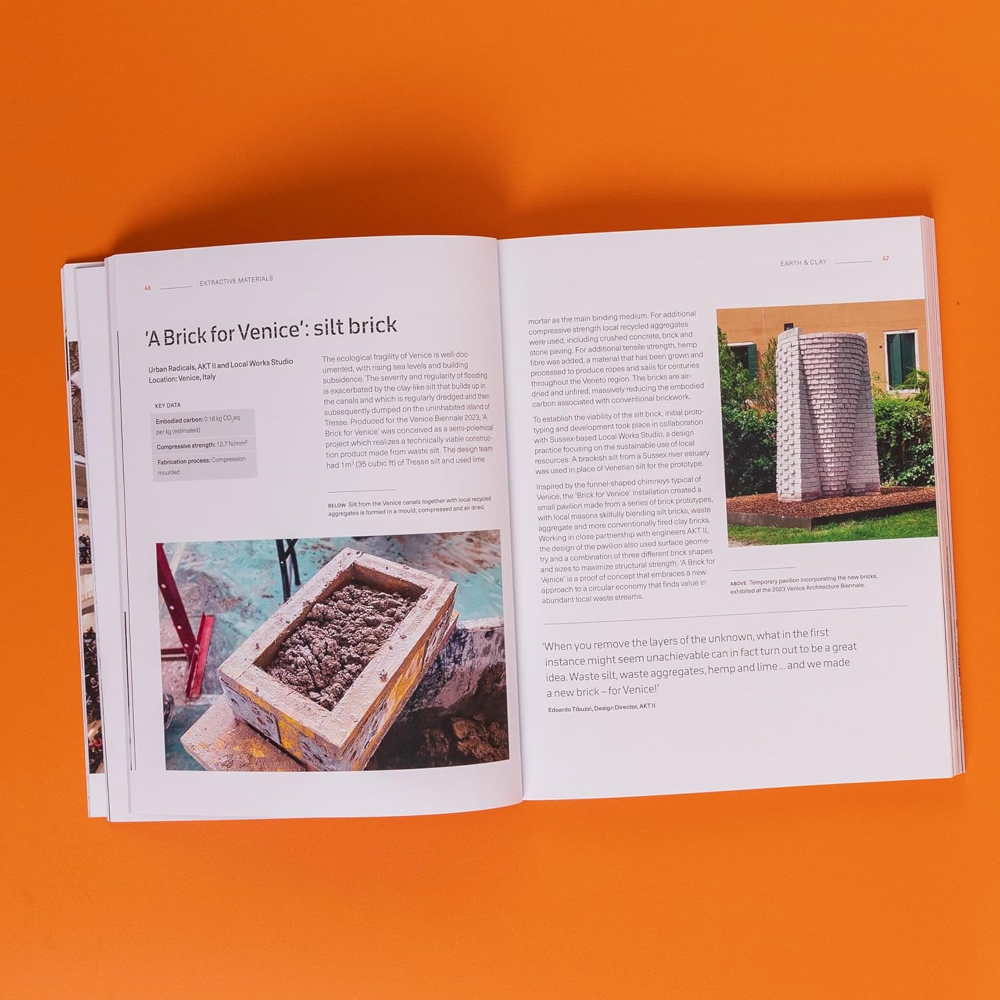 46
EXTRACTIVE MATERIALS
'A Brick for Venice': silt brick
Urban Radicals, AKT II and Local Works Studio
Location: Venice, Italy
KEY DATA
Embodied carbon: 0.18 kg CO₂eq
per kg (estimated)
Compressive strength: 12.7 N/mm²
Fabrication process: Compression
moulded
The ecological fragility of Venice is well-doc-
umented, with rising sea levels and building
subsidence. The severity and regularity of flooding
is exacerbated by the clay-like silt that builds up in
the canals and which is regularly dredged and then
subsequently dumped on the uninhabited island of
Tresse. Produced for the Venice Biennale 2023, 'A
Brick for Venice' was conceived as a semi-polemical
project which realizes a technically viable construc-
tion product made from waste silt. The design team
had 1 m³ (35 cubic ft) of Tresse silt and used lime
BELOW Silt from the Venice canals together with local recycled
aggregates is formed in a mould, compressed and air dried.
EARTH & CLAY
47
mortar as the main binding medium. For additional
compressive strength local recycled aggregates
were used, including crushed concrete, brick and
stone paving. For additional tensile strength, hemp
fibre was added, a material that has been grown and
processed to produce ropes and sails for centuries
throughout the Veneto region. The bricks are air-
dried and unfired, massively reducing the embodied
carbon associated with conventional brickwork.
To establish the viability of the silt brick, initial proto-
typing and development took place in collaboration
with Sussex-based Local Works Studio, a design
practice focusing on the sustainable use of local
resources. A brackish silt from a Sussex river estuary
was used in place of Venetian silt for the prototype.
Inspired by the funnel-shaped chimneys typical of
Venice, the 'Brick for Venice' installation created a
small pavilion made from a series of brick prototypes,
with local masons skilfully blending silt bricks, waste
aggregate and more conventionally fired clay bricks.
Working in close partnership with engineers AKT II,
the design of the pavilion also used surface geome-
try and a combination of three different brick shapes
and sizes to maximize structural strength. 'A Brick for
Venice' is a proof of concept that embraces a new
approach to a circular economy that finds value in
abundant local waste streams.
ABOVE Temporary pavilion incorporating the new bricks,
exhibited at the 2023 Venice Architecture Biennale.
'When you remove the layers of the unknown, what in the first
instance might seem unachievable can in fact turn out to be a great
idea. Waste silt, waste aggregates, hemp and lime ... and we made
a new brick – for Venice!'
Edoardo Tibuzzi, Design Director, AKT II